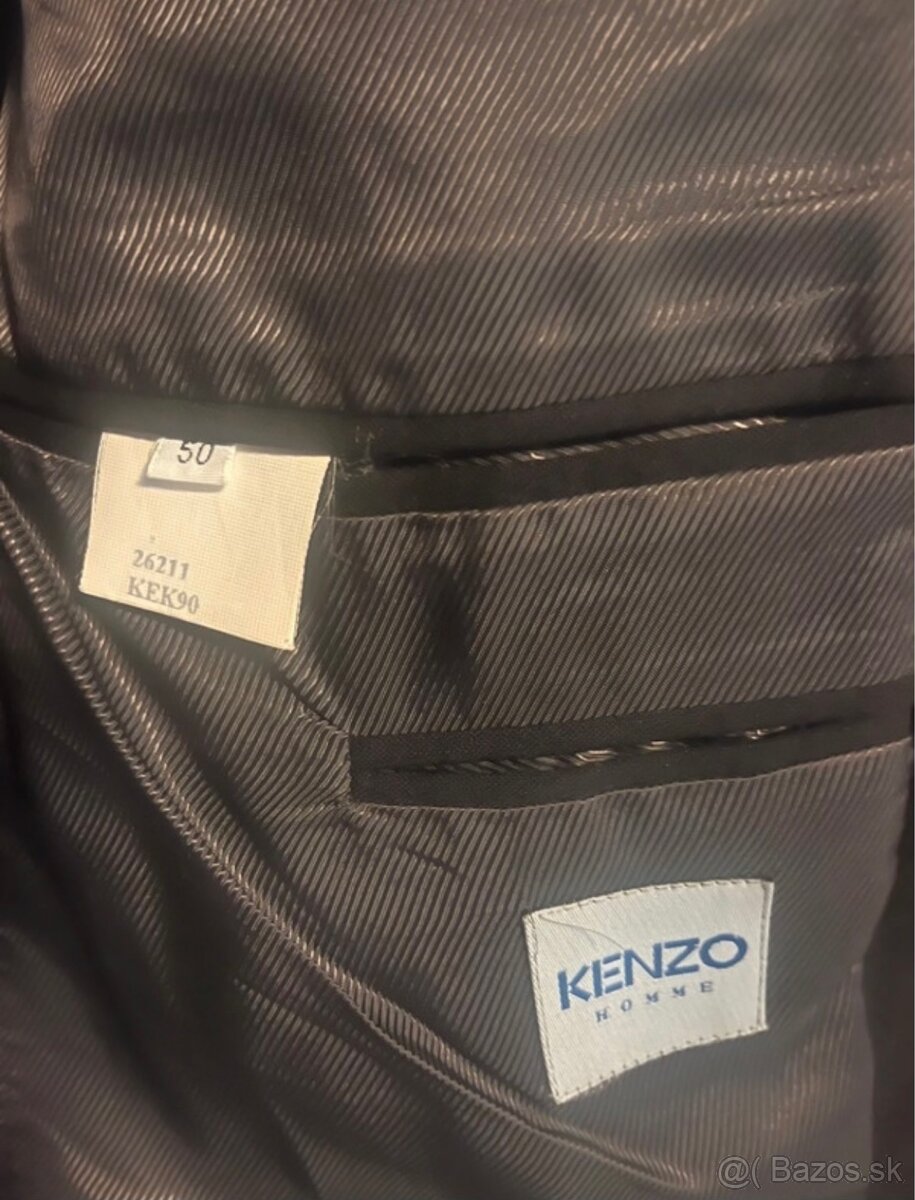 50
26211
KEK90
KENZO
HOMME
@( Bazos.sk